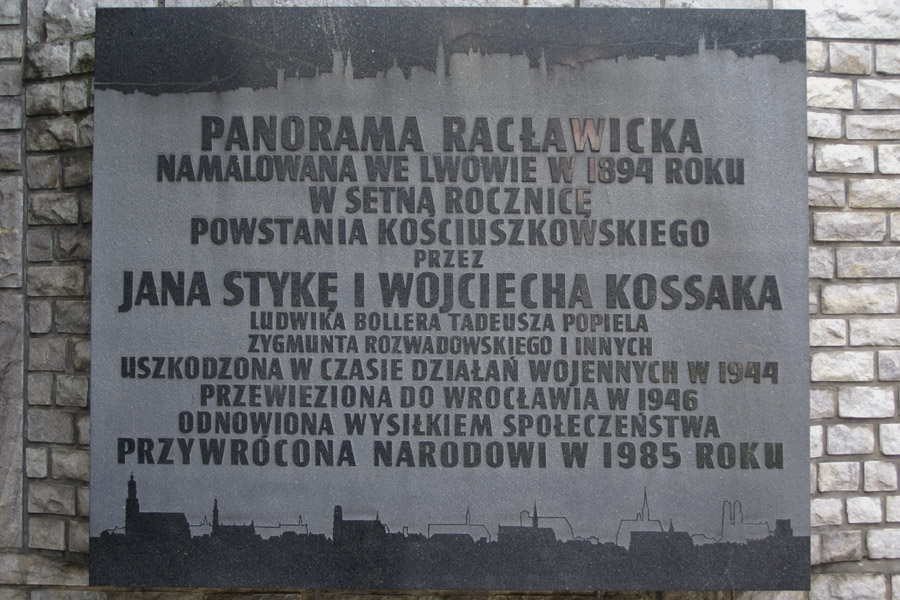 PANORAMA RACŁAWICKA
NAMALOWANA WE LWOWIE W 1894 ROKU
W SETNĄ ROCZNICĘ
POWSTANIA KOŚCIUSZKOWSKIEGO
PRZEZ
JANA STYKĘ I WOJCIECHA KOSSAKA
LUDWIKA BOLLERA TADEUSZA POPIELA
ZYGMUNTA ROZWADOWSKIEGO I INNYCH
USZKODZONA W CZASIE DZIAŁAŃ WOJENNYCH W 1944
PRZEWIEZIONA DO WROCŁAWIA W 1946
ODNOWIONA WYSIŁKIEM SPOŁECZEŃSTWA
PRZYWRÓCONA NARODOWI W 1985 ROKU